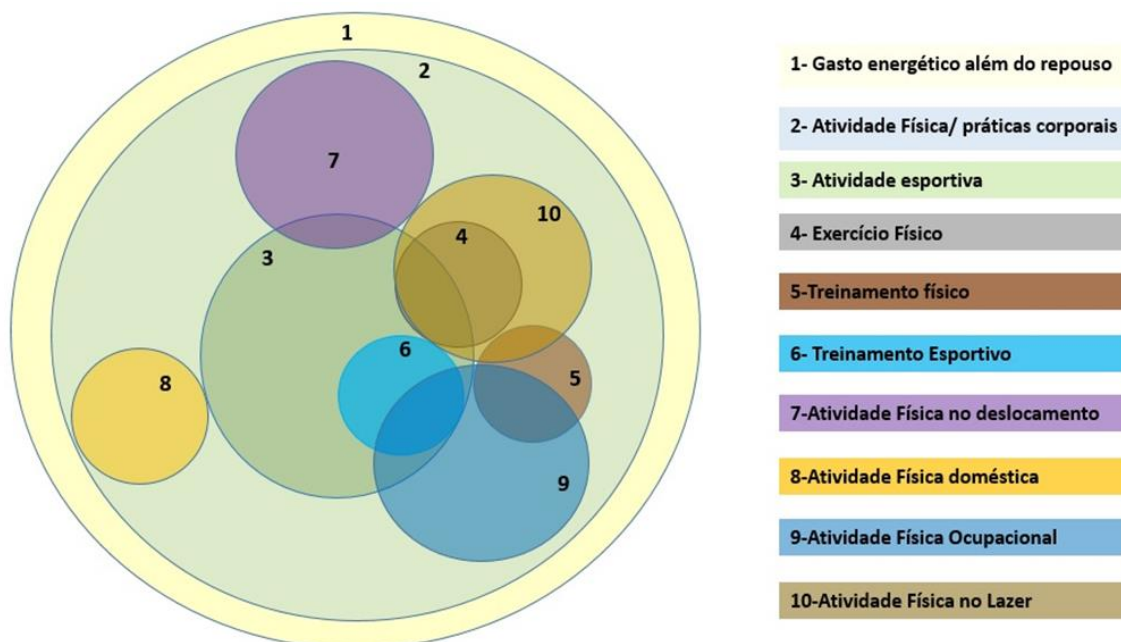 1
2
7
10
4
3
6
5
8
9
1- Gasto energético além do repouso
2- Atividade Física/ práticas corporais
3- Atividade esportiva
4- Exercício Físico
5-Treinamento físico
6- Treinamento Esportivo
7-Atividade Física no deslocamento
8-Atividade Física doméstica
9-Atividade Física Ocupacional
10-Atividade Física no Lazer